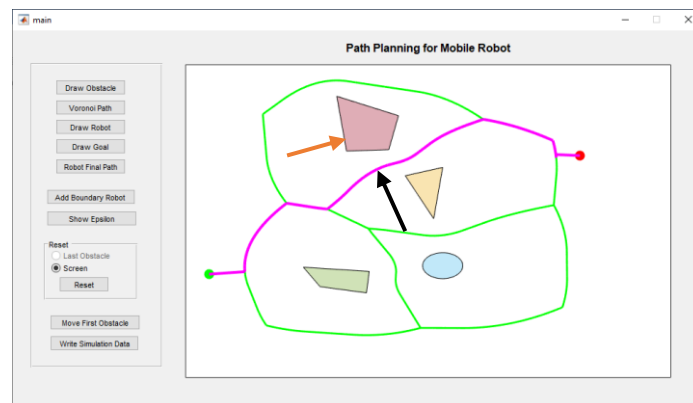 main
Path Planning for Mobile Robot
Draw Obstacle
Voronoi Path
Draw Robot
Draw Goal
Robot Final Path
Add Boundary Robot
Show Epsilon
Reset
Last Obstacle
Screen
Reset
Move First Obstacle
Write Simulation Data